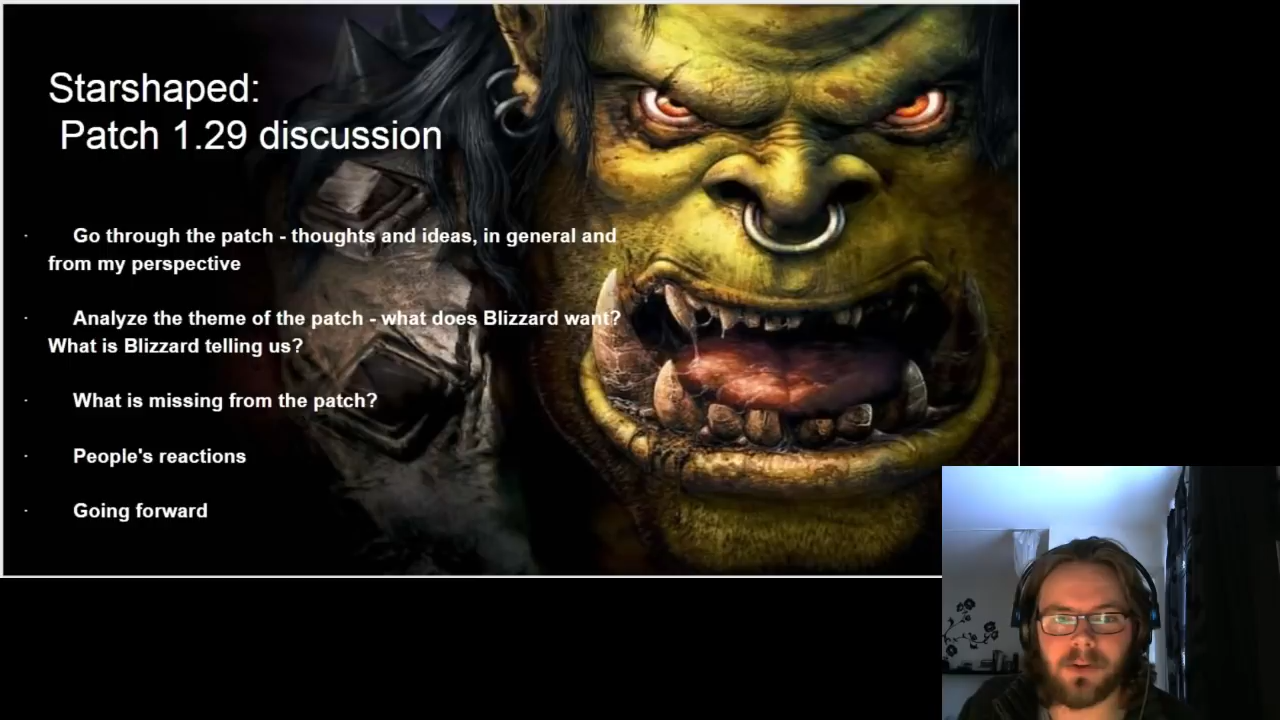 Starshaped:
Patch 1.29 discussion
· Go through the patch - thoughts and ideas, in general and
from my perspective
· Analyze the theme of the patch - what does Blizzard want?
What is Blizzard telling us?
· What is missing from the patch?
· People's reactions
· Going forward